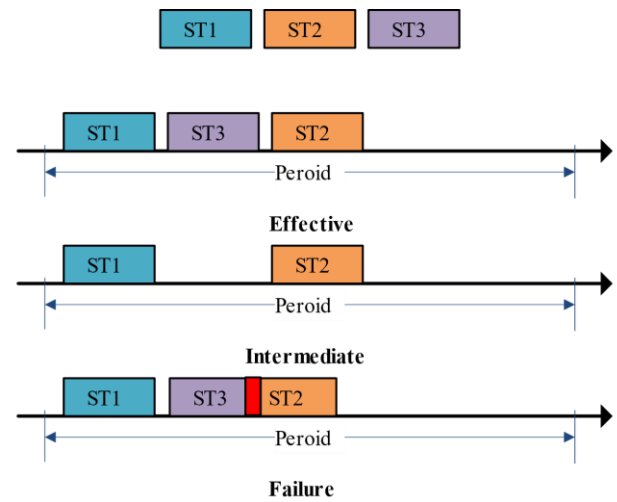 ST1 ST2 ST3
ST1 ST3 ST2
Peroid
Effective
ST1 ST2
Peroid
Intermediate
ST1 ST3 ST2
Peroid
Failure